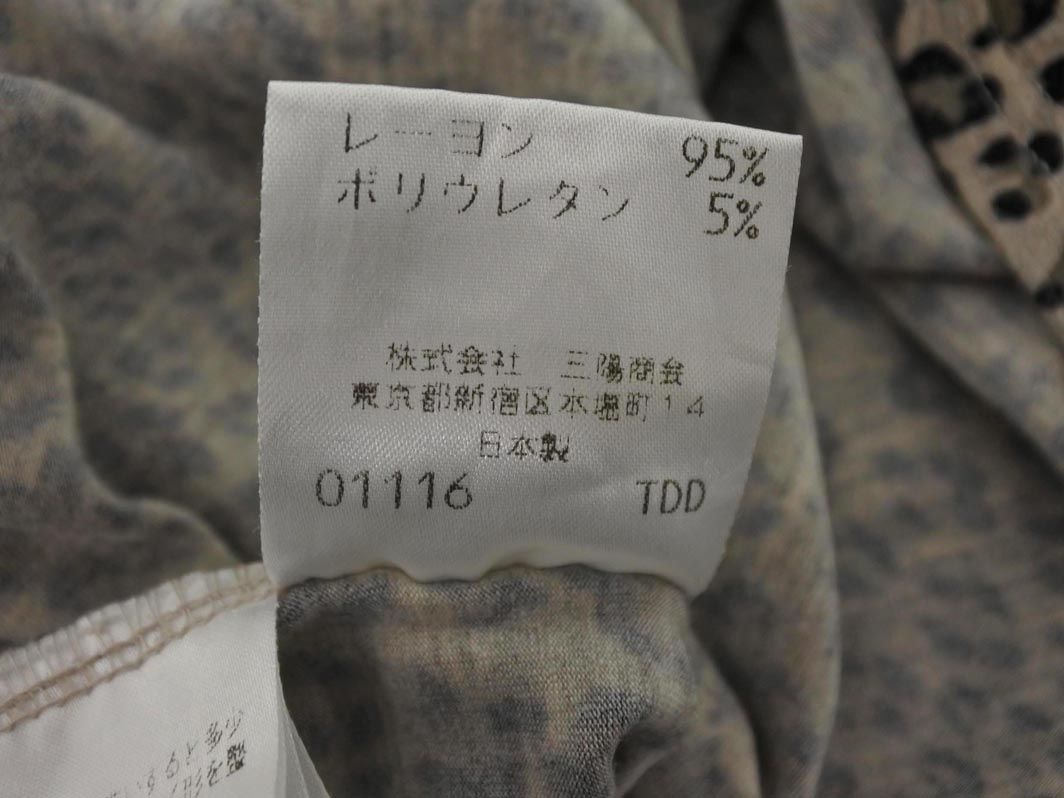 レーヨン 95%
ポリウレタン 5%
株式会社 三陽商会
東京都新宿区本塩町14
日本製
01116 TDD